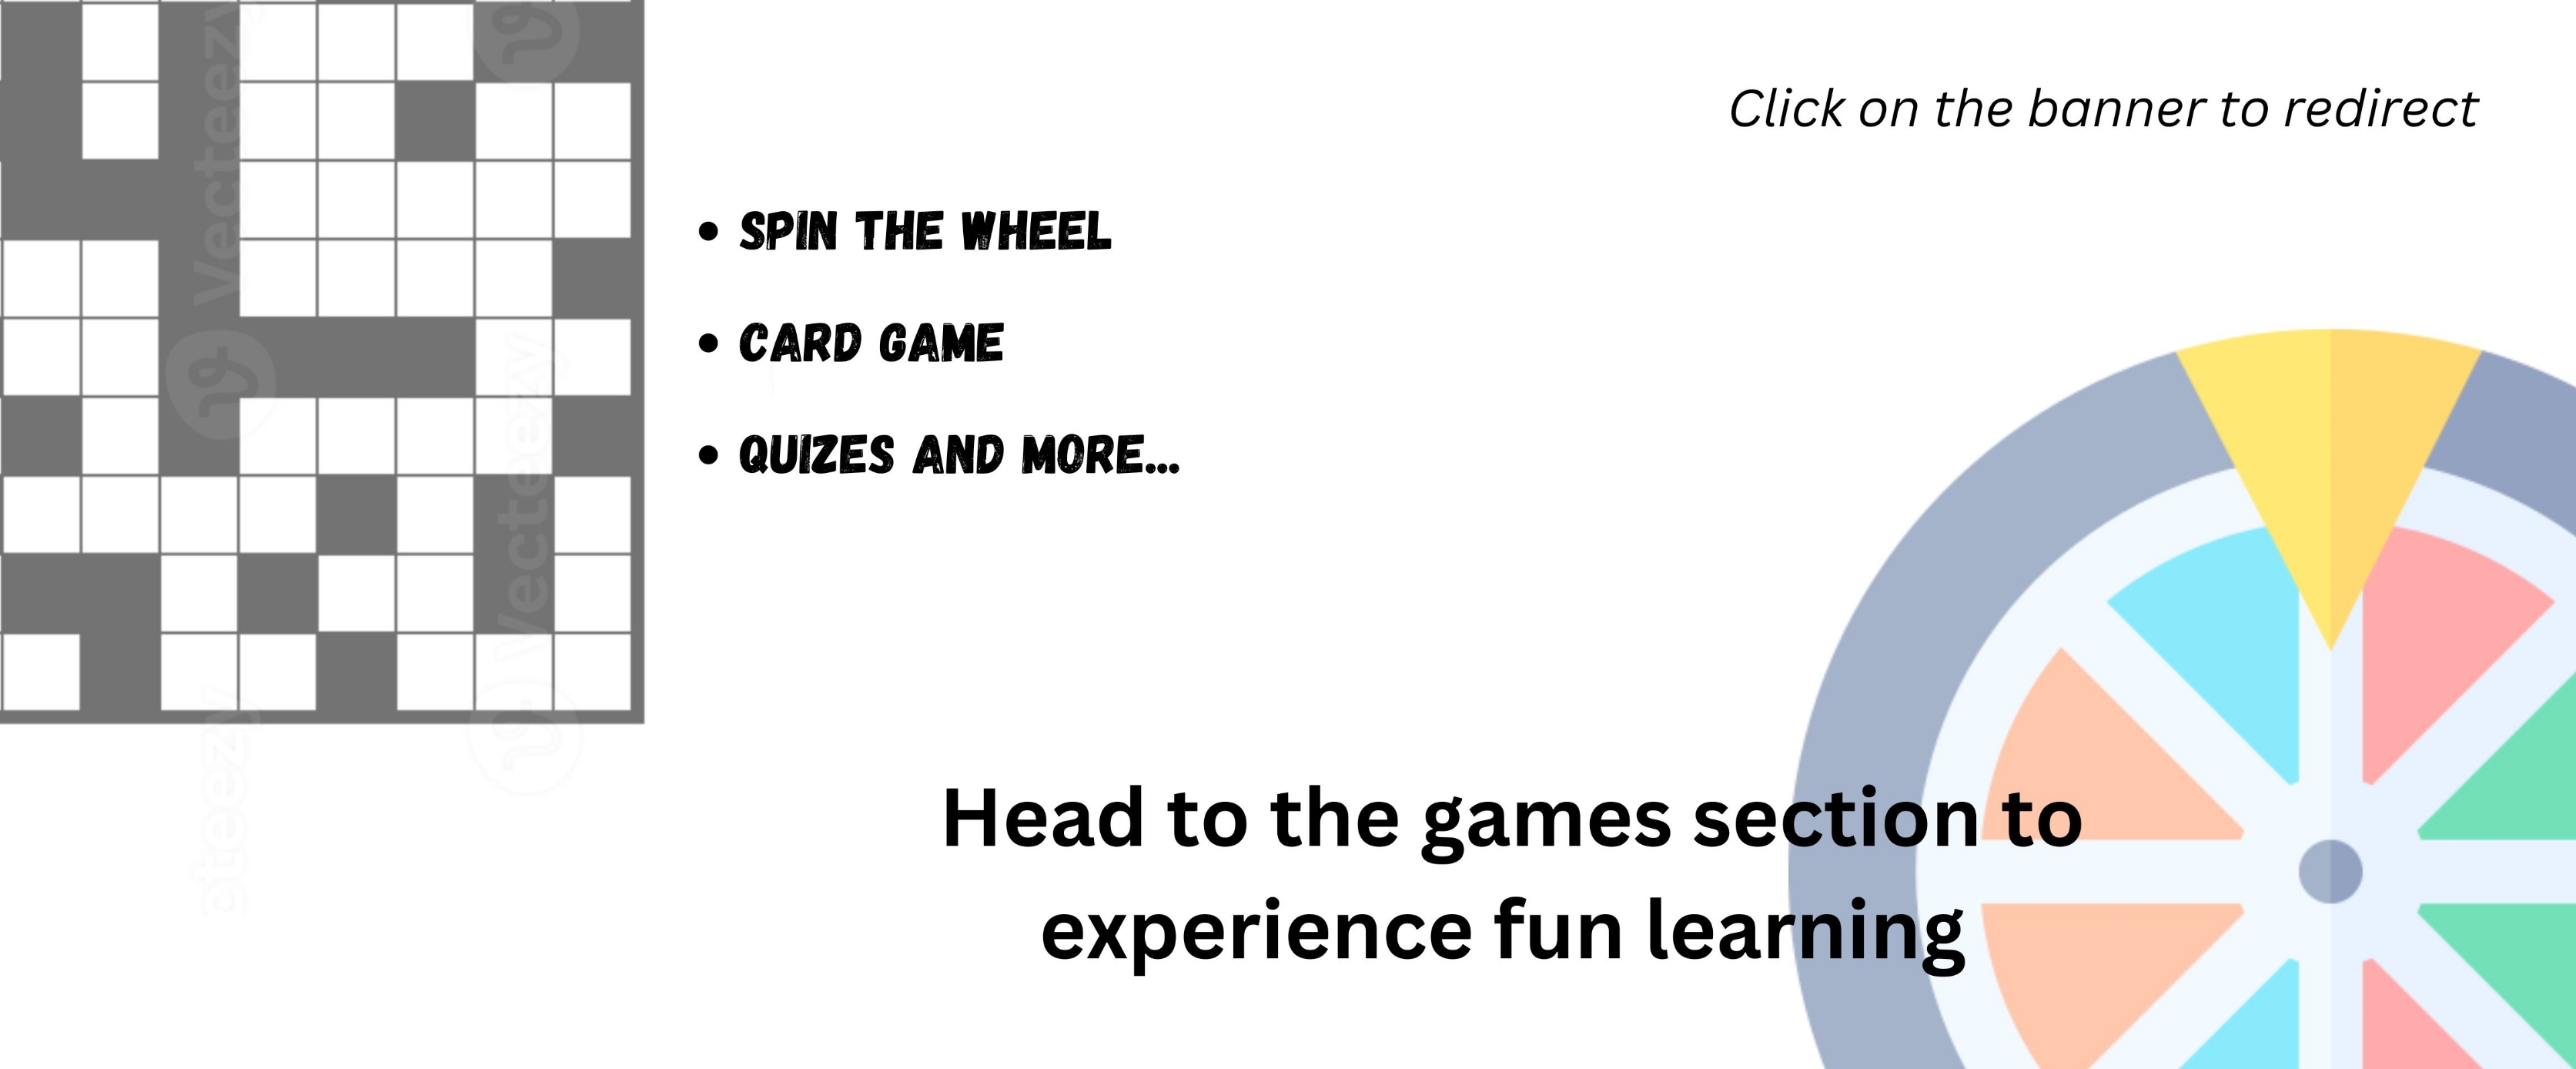 Click on the banner to redirect
SPIN THE WHEEL
CARD GAME
QUIZES AND MORE...
Head to the games section to
experience fun learning
Vecteezy
Vecteezy
cteezy